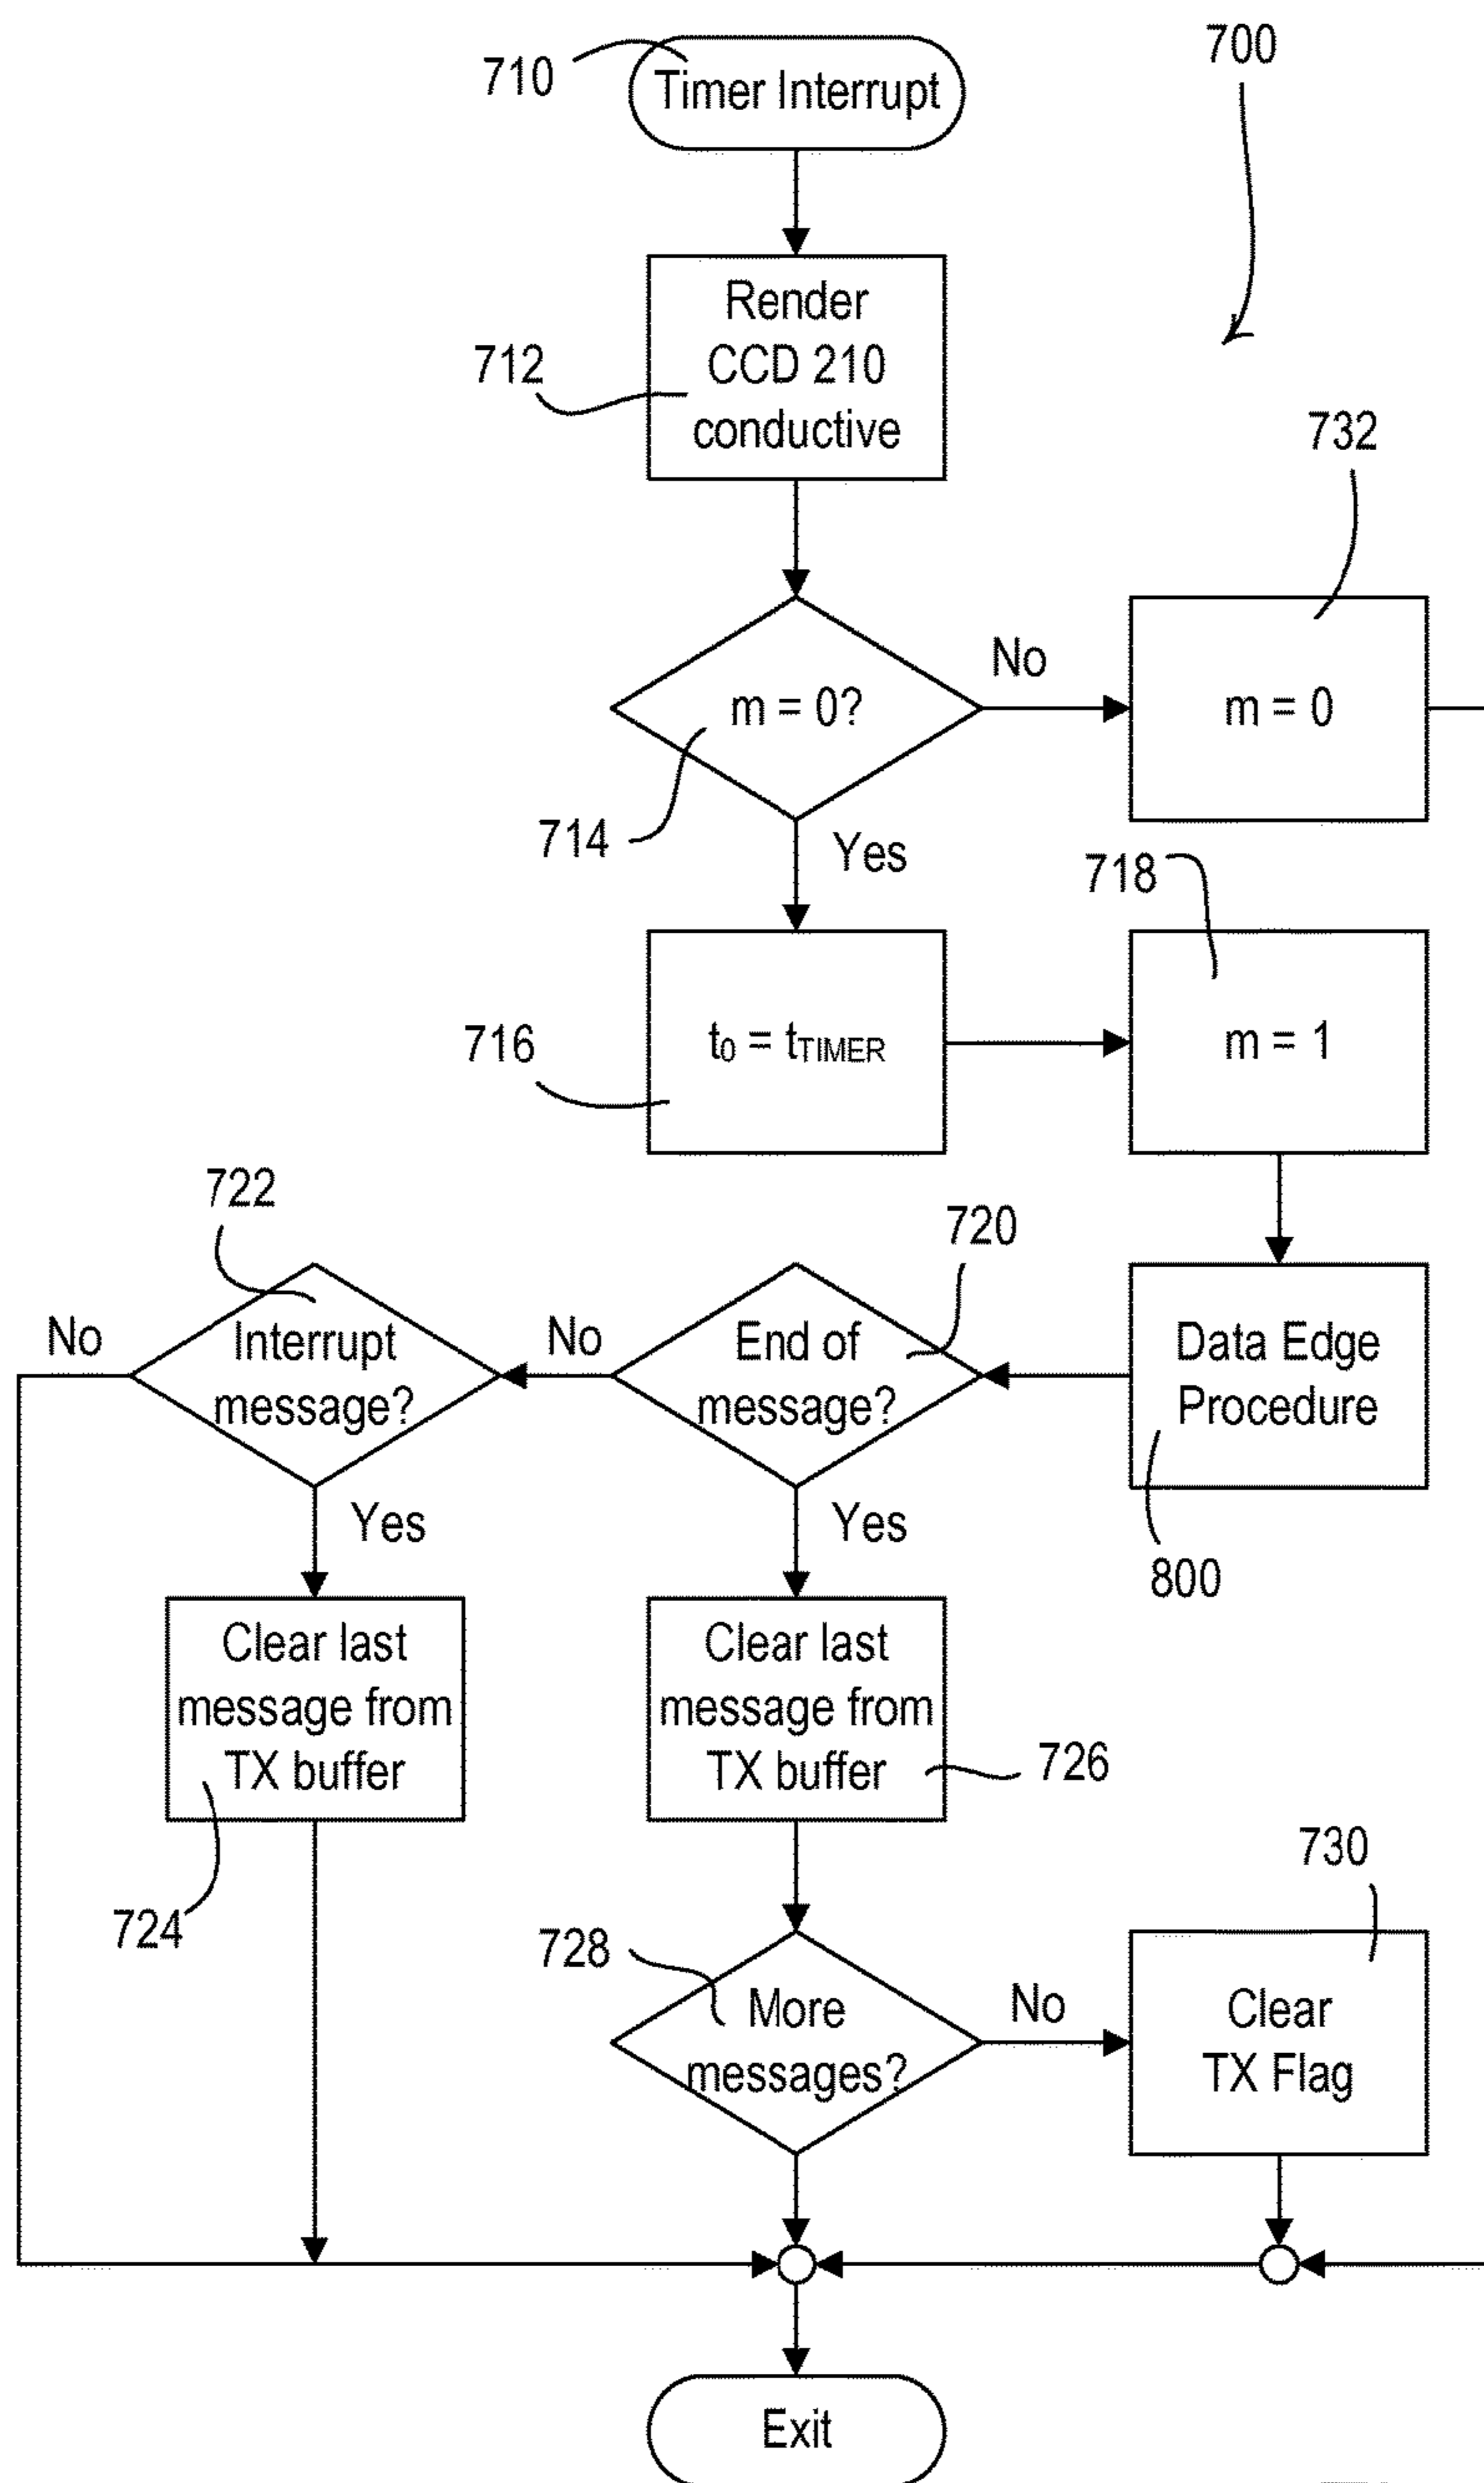 710
Timer Interrupt
700
Render
CCD 210
conductive
712
732
m = 0?
No
m = 0
714
Yes
718
716
t₀ = tTIMER
m = 1
722
720
No
Interrupt
message?
No
End of
message?
Data Edge
Procedure
Yes
Yes
800
Clear last
message from
TX buffer
Clear last
message from
TX buffer
726
724
730
728
More
messages?
No
Clear
TX Flag
Exit